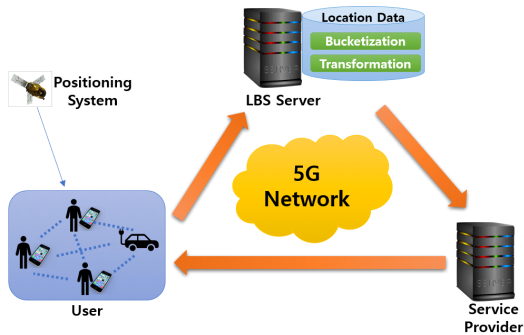 Location Data
Bucketization
Transformation
LBS Server
Positioning
System
5G
Network
User
Service
Provider